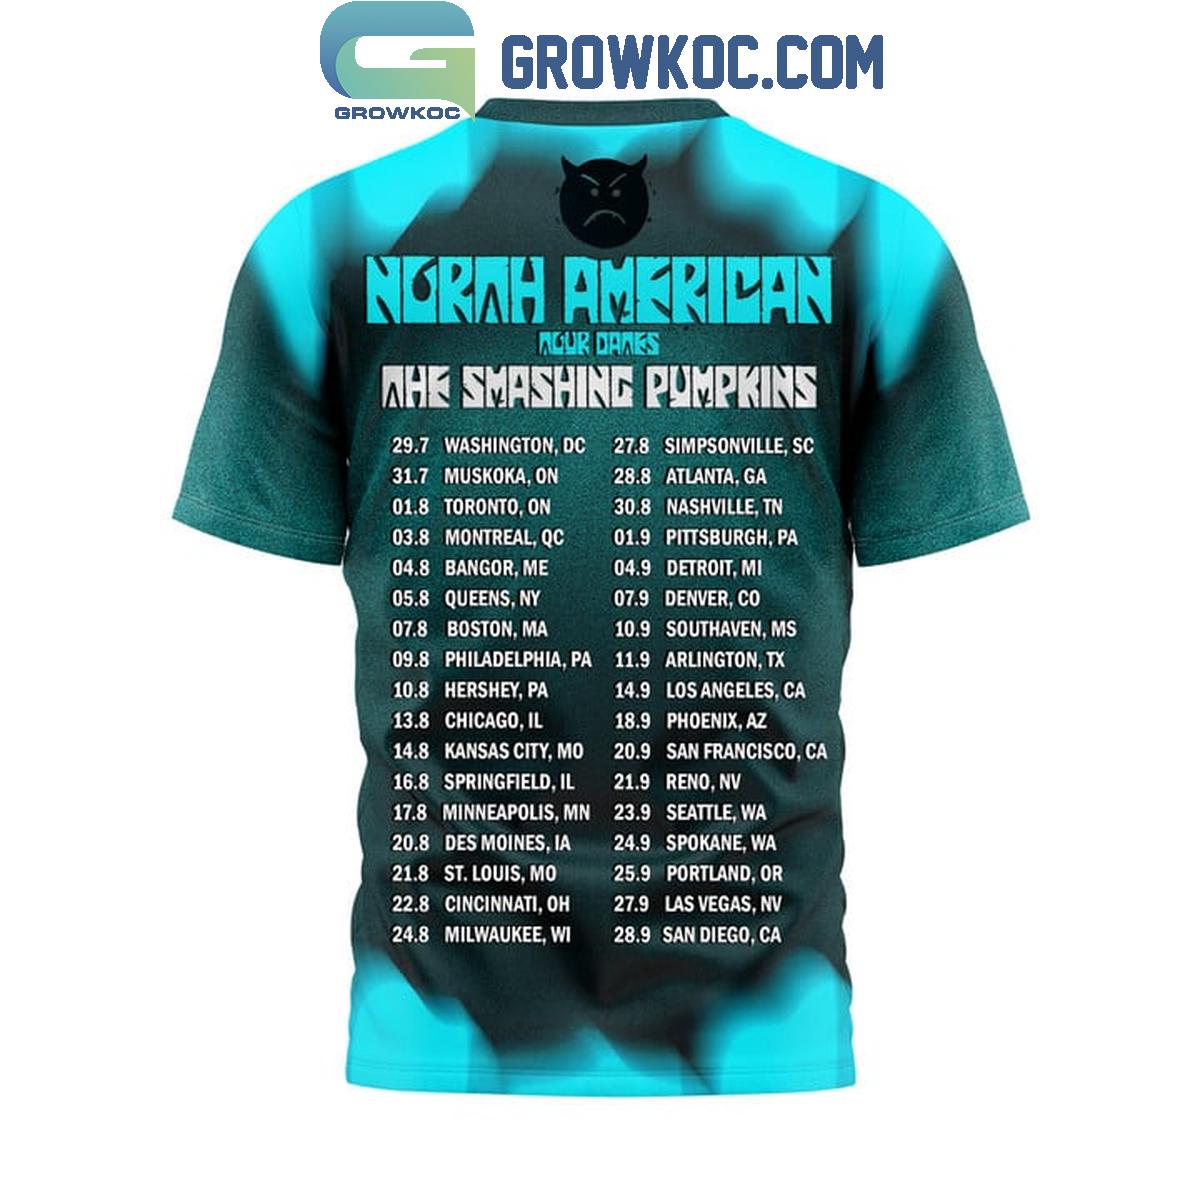 GROWKOC
GROWKOC.COM
NORTH AMERICAN
TOUR DATES
THE SMASHING PUMPKINS
29.7 WASHINGTON, DC
31.7 MUSKOKA, ON
01.8 TORONTO, ON
03.8 MONTREAL, QC
04.8 BANGOR, ME
05.8 QUEENS, NY
07.8 BOSTON, MA
09.8 PHILADELPHIA, PA
10.8 HERSHEY, PA
13.8 CHICAGO, IL
14.8 KANSAS CITY, MO
16.8 SPRINGFIELD, IL
17.8 MINNEAPOLIS, MN
20.8 DES MOINES, IA
21.8 ST. LOUIS, MO
22.8 CINCINNATI, OH
24.8 MILWAUKEE, WI
27.8 SIMPSONVILLE, SC
28.8 ATLANTA, GA
30.8 NASHVILLE, TN
01.9 PITTSBURGH, PA
04.9 DETROIT, MI
07.9 DENVER, CO
10.9 SOUTHAVEN, MS
11.9 ARLINGTON, TX
14.9 LOS ANGELES, CA
18.9 PHOENIX, AZ
20.9 SAN FRANCISCO, CA
21.9 RENO, NV
23.9 SEATTLE, WA
24.9 SPOKANE, WA
25.9 PORTLAND, OR
27.9 LAS VEGAS, NV
28.9 SAN DIEGO, CA